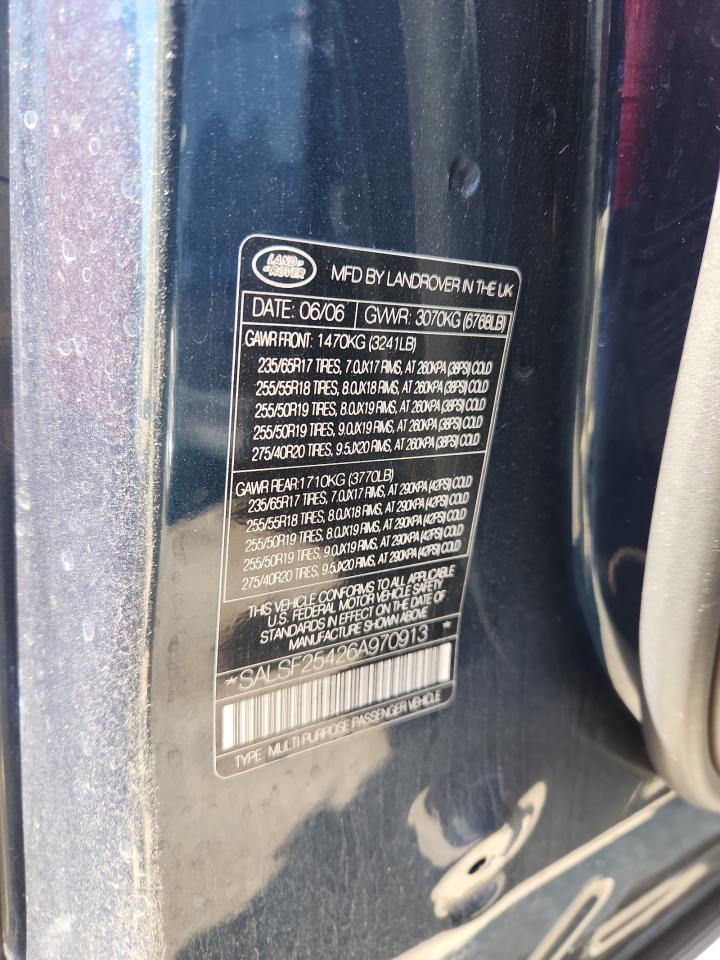 LAND-
-ROVER
MFD BY LANDROVER IN THE UK
DATE: 06/06 GVWR: 3070KG (6768LB)
GAWR FRONT: 1470KG (3241LB)
235/65R17 TIRES, 7.0JX17 RIMS, AT 260KPA (38PSI) COLD
255/55R18 TIRES, 8.0JX18 RIMS, AT 260KPA (38PSI) COLD
255/50R19 TIRES, 8.0JX19 RIMS, AT 260KPA (38PSI) COLD
255/50R19 TIRES, 9.0JX19 RIMS, AT 260KPA (38PSI) COLD
275/40R20 TIRES, 9.5JX20 RIMS, AT 260KPA (38PSI) COLD
GAWR REAR:1710KG (3770LB)
235/65R17 TIRES, 7.0JX17 RIMS, AT 290KPA (42PSI) COLD
255/55R18 TIRES, 8.0JX18 RIMS, AT 290KPA (42PSI) COLD
255/50R19 TIRES, 8.0JX19 RIMS, AT 290KPA (42PSI) COLD
255/50R19 TIRES, 9.0JX19 RIMS, AT 290KPA (42PSI) COLD
275/40R20 TIRES, 9.5JX20 RIMS, AT 290KPA (42PSI) COLD
THIS VEHICLE CONFORMS TO ALL APPLICABLE
U.S. FEDERAL MOTOR VEHICLE SAFETY
STANDARDS IN EFFECT ON THE DATE OF
MANUFACTURE SHOWN ABOVE
*SALSF25426A970913*
TYPE: MULTI-PURPOSE PASSENGER VEHICLE